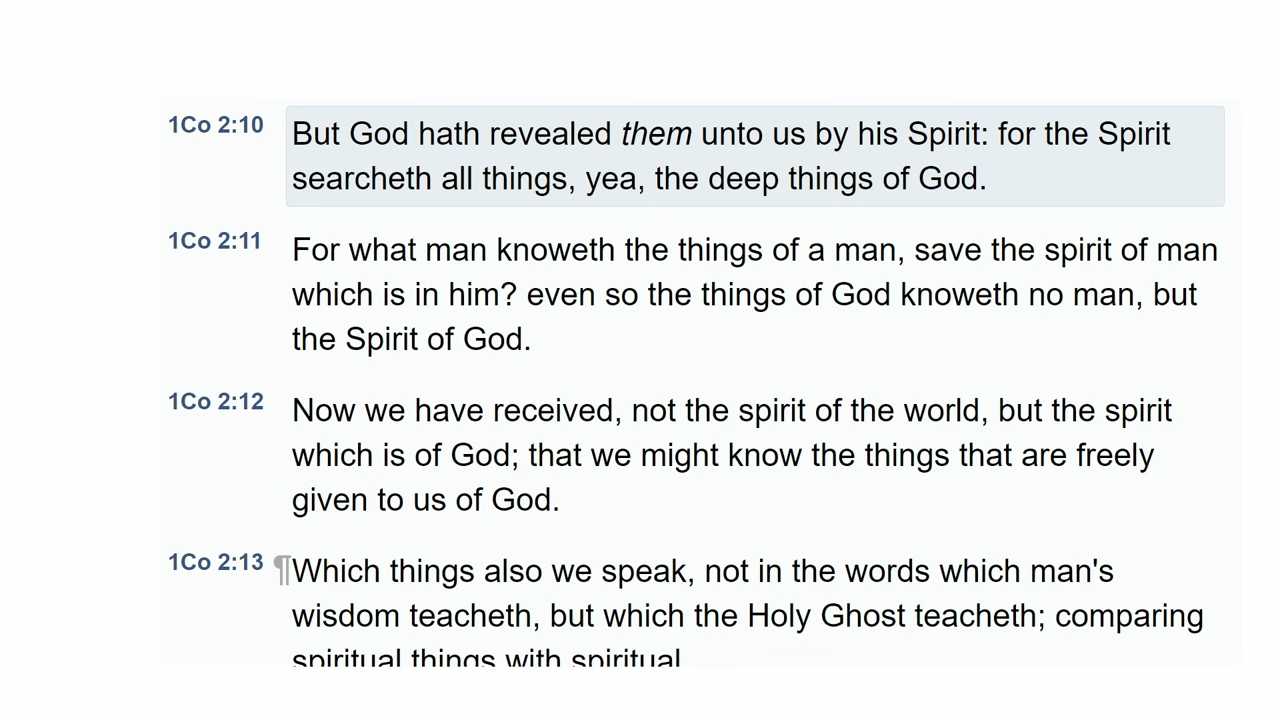 1Co 2:10 But God hath revealed them unto us by his Spirit: for the Spirit
searcheth all things, yea, the deep things of God.
1Co 2:11 For what man knoweth the things of a man, save the spirit of man
which is in him? even so the things of God knoweth no man, but
the Spirit of God.
1Co 2:12 Now we have received, not the spirit of the world, but the spirit
which is of God; that we might know the things that are freely
given to us of God.
1Co 2:13 ¶Which things also we speak, not in the words which man's
wisdom teacheth, but which the Holy Ghost teacheth; comparing
spiritual things with spiritual